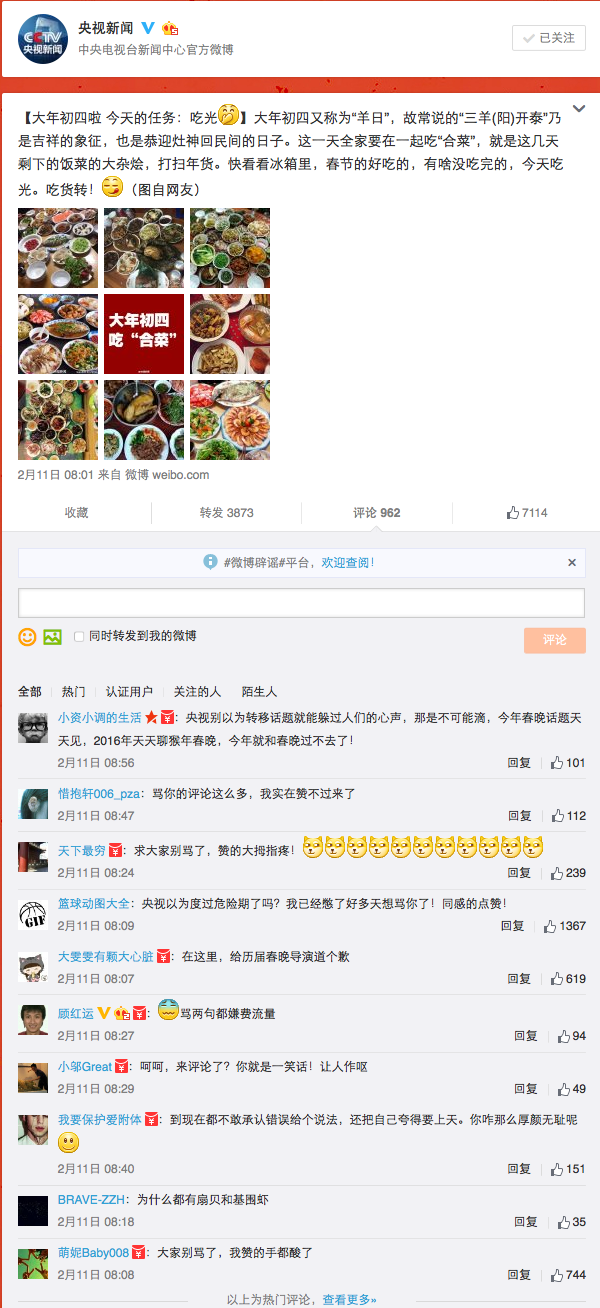 CCTV
央视新闻
央视新闻
中央电视台新闻中心官方微博
已关注
【大年初四啦 今天的任务：吃光】大年初四又称为“羊日”，故常说的“三羊(阳)开泰”乃
是吉祥的象征，也是恭迎灶神回民间的日子。这一天全家要在一起吃“合菜”，就是这几天
剩下的饭菜的大杂烩，打扫年货。快看看冰箱里，春节的好吃的，有啥没吃完的，今天吃
光。吃货转！（图自网友）
大年初四
吃“合菜”
2月11日 08:01 来自 微博 weibo.com
收藏
转发 3873
评论 962
7114
#微博辟谣#平台，欢迎查阅！
×
同时转发到我的微博
评论
全部 热门 认证用户 关注的人 陌生人
小资小调的生活：央视别以为转移话题就能躲过人们的心声，那是不可能滴，今年春晚话题天
天见，2016年天天聊猴年春晚，今年就和春晚过不去了！
2月11日 08:56
回复 101
惜抱轩006_pza：骂你的评论这么多，我实在赞不过来了
2月11日 08:47
回复 112
天下最穷：求大家别骂了，赞的大拇指疼！
2月11日 08:24
回复 239
GIF
篮球动图大全：央视以为度过危险期了吗？我已经憋了好多天想骂你了！同感的点赞！
2月11日 08:09
回复 1367
大雯雯有颗大心脏：在这里，给历届春晚导演道个歉
2月11日 08:07
回复 619
顾红运：骂两句都嫌费流量
2月11日 08:27
回复 94
小邬Great：呵呵，来评论了？你就是一笑话！让人作呕
2月11日 08:29
回复 49
我要保护爱附体：到现在都不敢承认错误给个说法，还把自己夸得要上天。你咋那么厚颜无耻呢
2月11日 08:40
回复 151
BRAVE-ZZH：为什么都有扇贝和基围虾
2月11日 08:18
回复 35
萌妮Baby008：大家别骂了，我赞的手都酸了
2月11日 08:08
回复 744
以上为热门评论，查看更多»